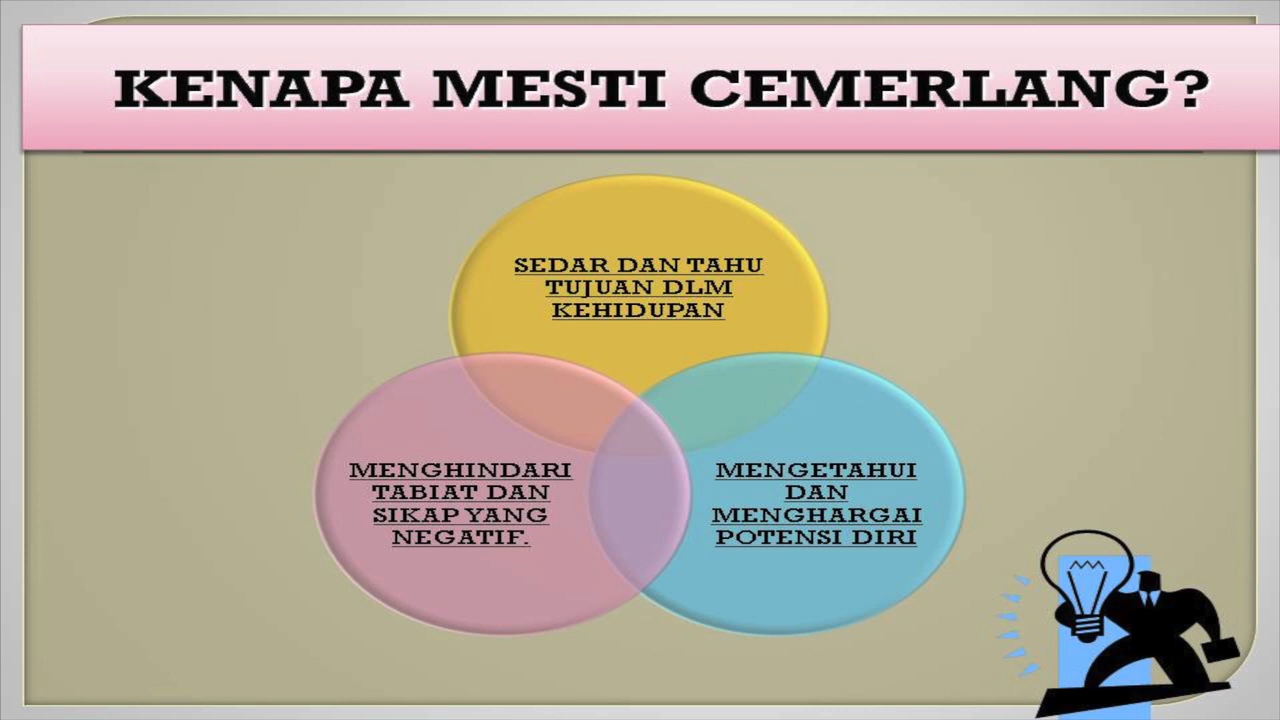 KENAPA MESTI CEMERLANG?
SEDAR DAN TAHU
TUJUAN DLM
KEHIDUPAN
MENGHINDARI
TABIAT DAN
SIKAP YANG
NEGATIF.
MENGETAHUI
DAN
MENGHARGAI
POTENSI DIRI